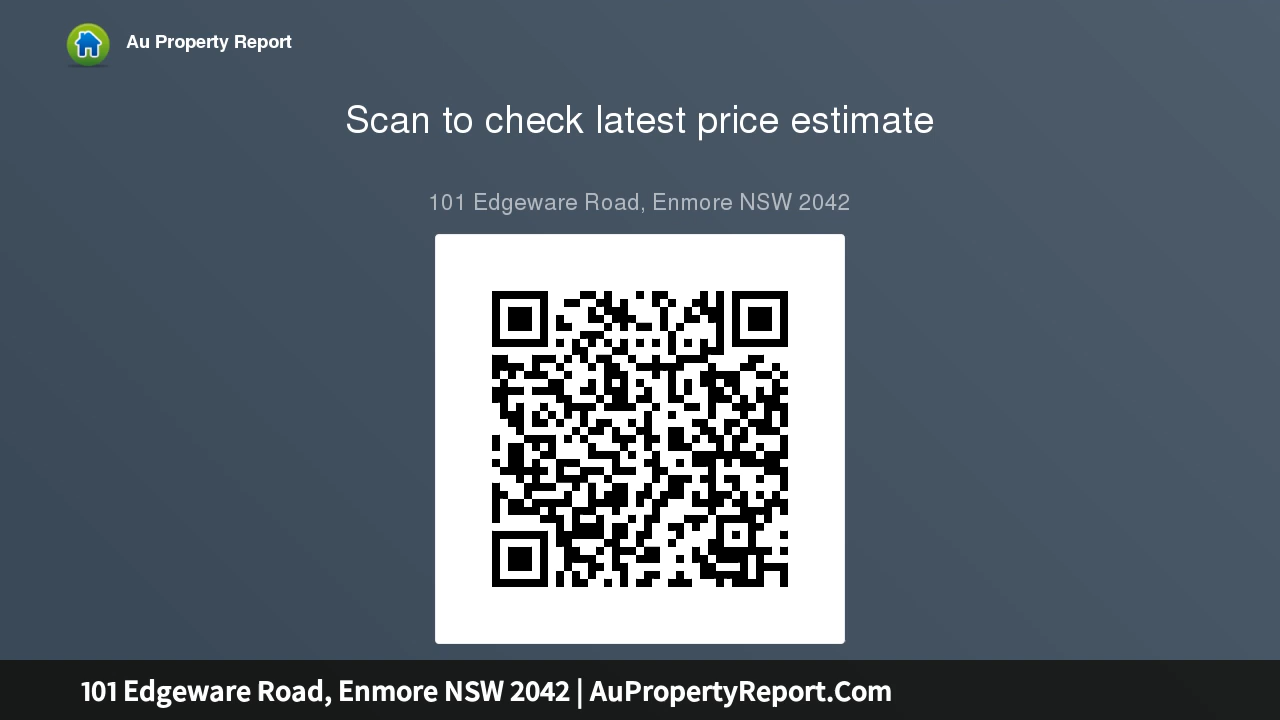 Au Property Report
Scan to check latest price estimate
101 Edgeware Road, Enmore NSW 2042
101 Edgeware Road, Enmore NSW 2042 | AuPropertyReport.Com